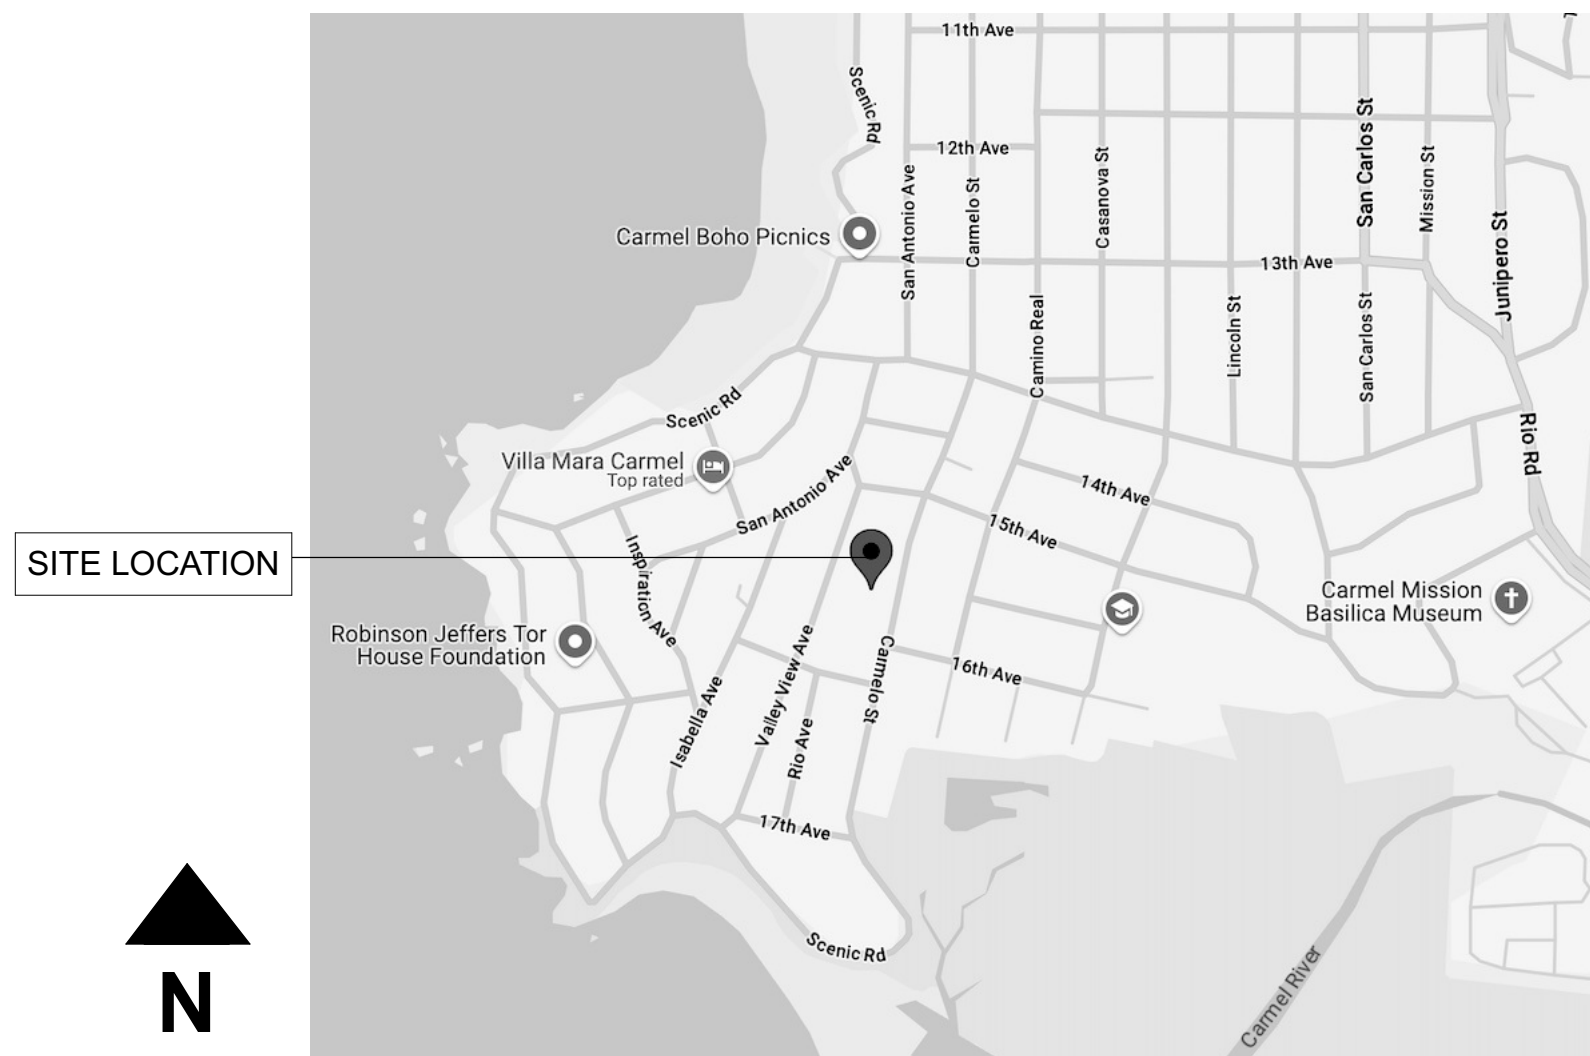 11th Ave
Scenic Rd
12th Ave
San Antonio Ave
Carmelo St
Casanova St
San Carlos St
Mission St
Junipero St
Carmel Boho Picnics
13th Ave
Camino Real
Lincoln St
San Carlos St
Scenic Rd
Rio Rd
Villa Mara Carmel
Top rated
San Antonio Ave
14th Ave
15th Ave
SITE LOCATION
Inspiration Ave
Carmel Mission
Basilica Museum
Robinson Jeffers Tor
House Foundation
Valley View Ave
Carmelo St
16th Ave
Isabella Ave
Rio Ave
17th Ave
Scenic Rd
Carmel River
N